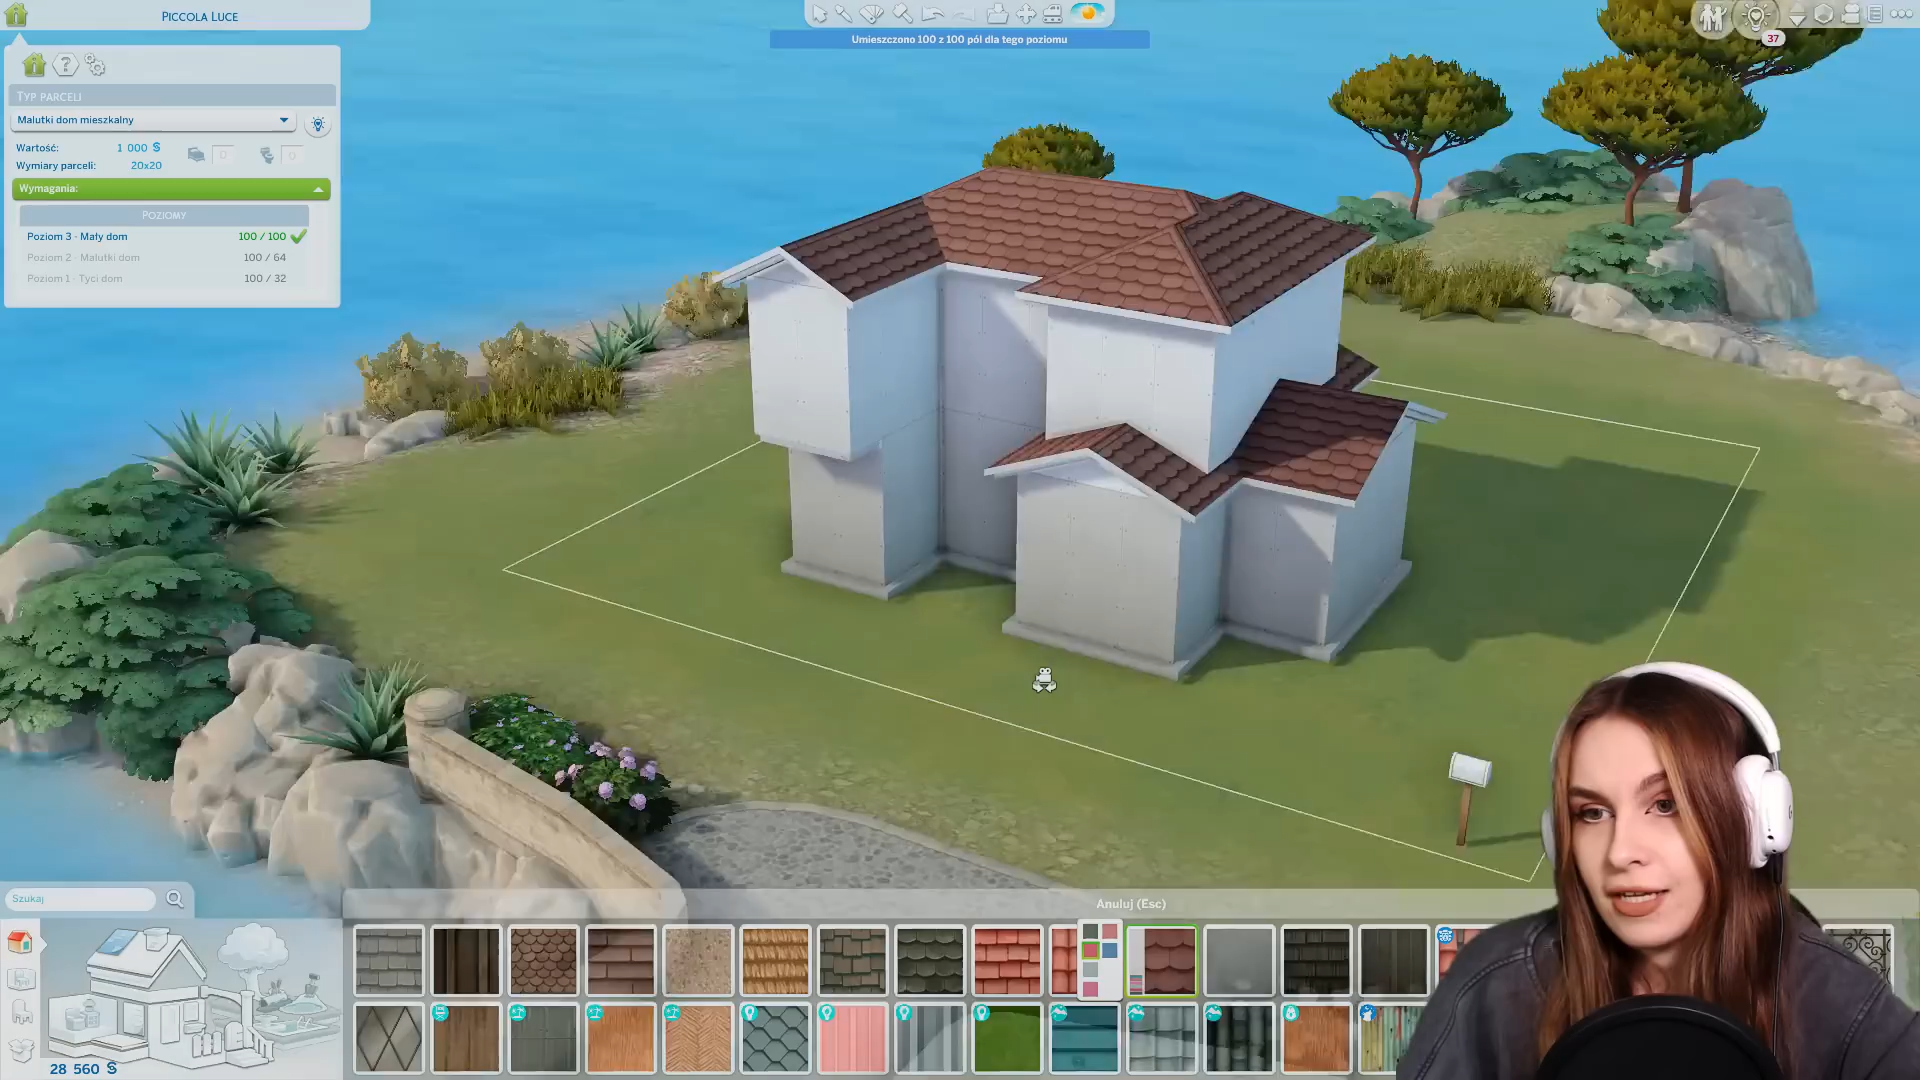 PICCOLA LUCE
Umieszczono 100 z 100 pól dla tego poziomu
37
TYP PARCELI
Malutki dom mieszkalny
Wartość: 1 000 §
0
0
Wymiary parceli: 20x20
Wymagania:
POZIOMY
Poziom 3 - Mały dom 100 / 100
Poziom 2 - Malutki dom 100 / 64
Poziom 1 - Tyci dom 100 / 32
Szukaj
Anuluj (Esc)
28 560 §